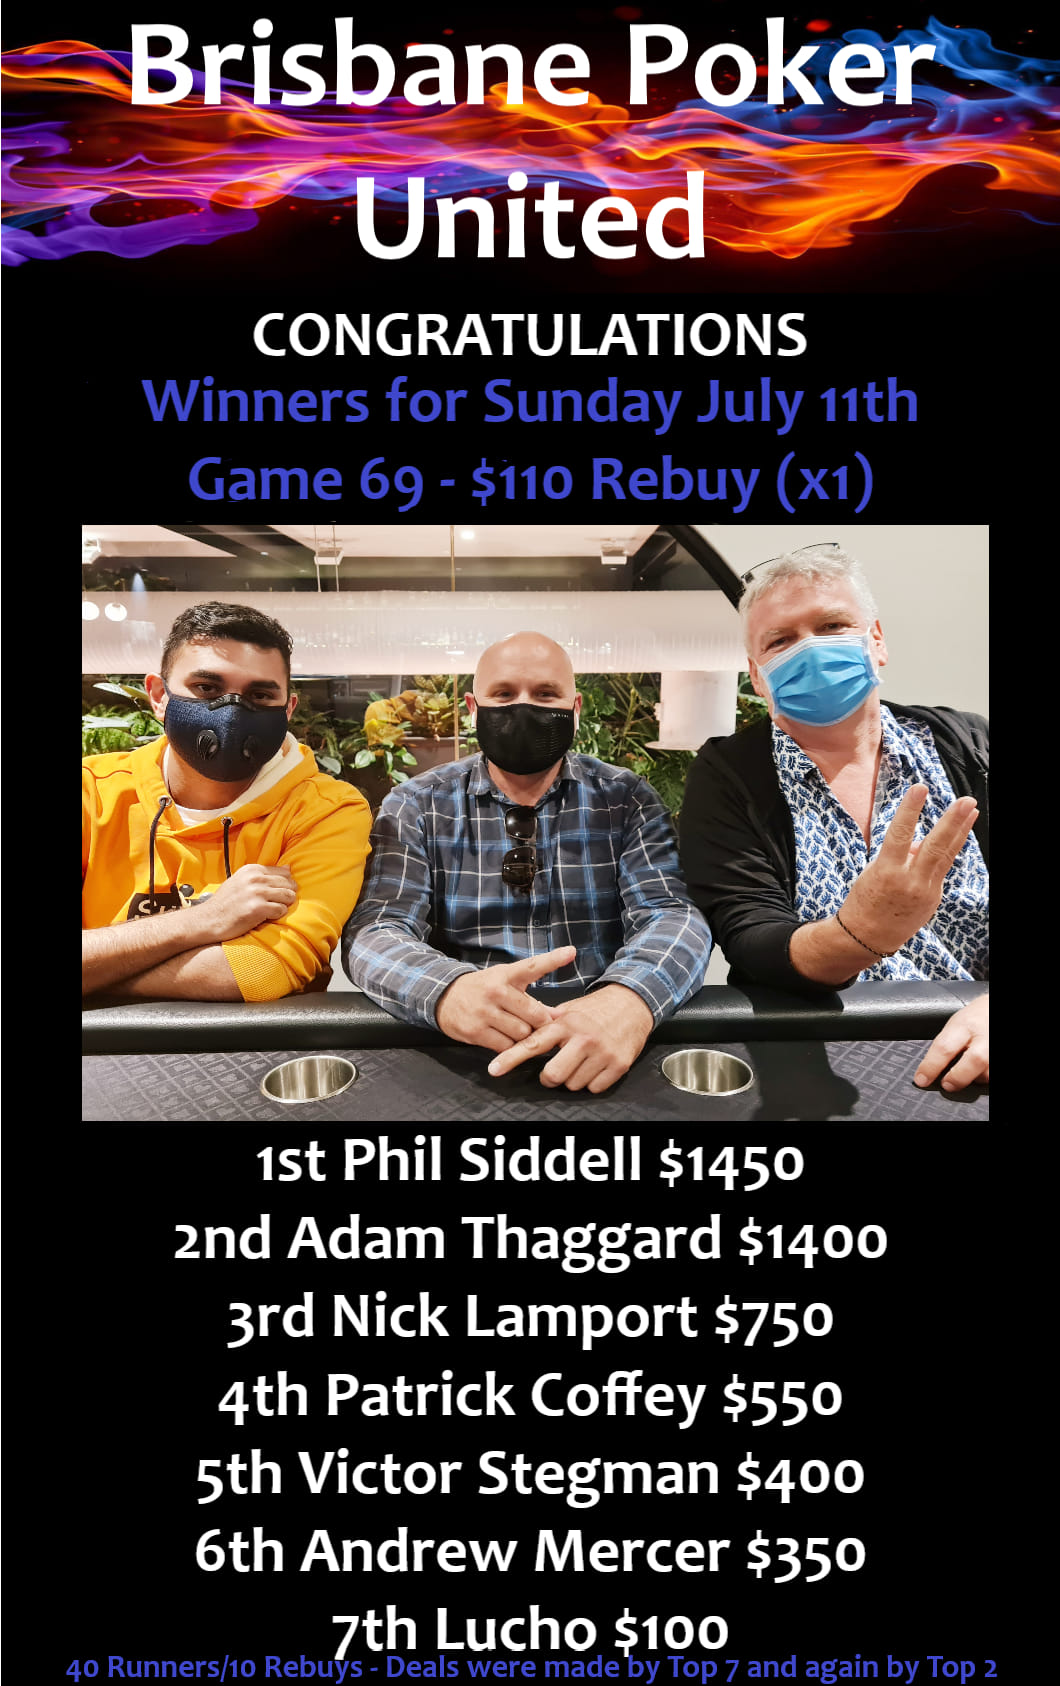 Brisbane Poker
United
CONGRATULATIONS
Winners for Sunday July 11th
Game 69 - $110 Rebuy (x1)
1st Phil Siddell $1450
2nd Adam Thaggard $1400
3rd Nick Lamport $750
4th Patrick Coffey $550
5th Victor Stegman $400
6th Andrew Mercer $350
7th Lucho $100
40 Runners/10 Rebuys - Deals were made by Top 7 and again by Top 2